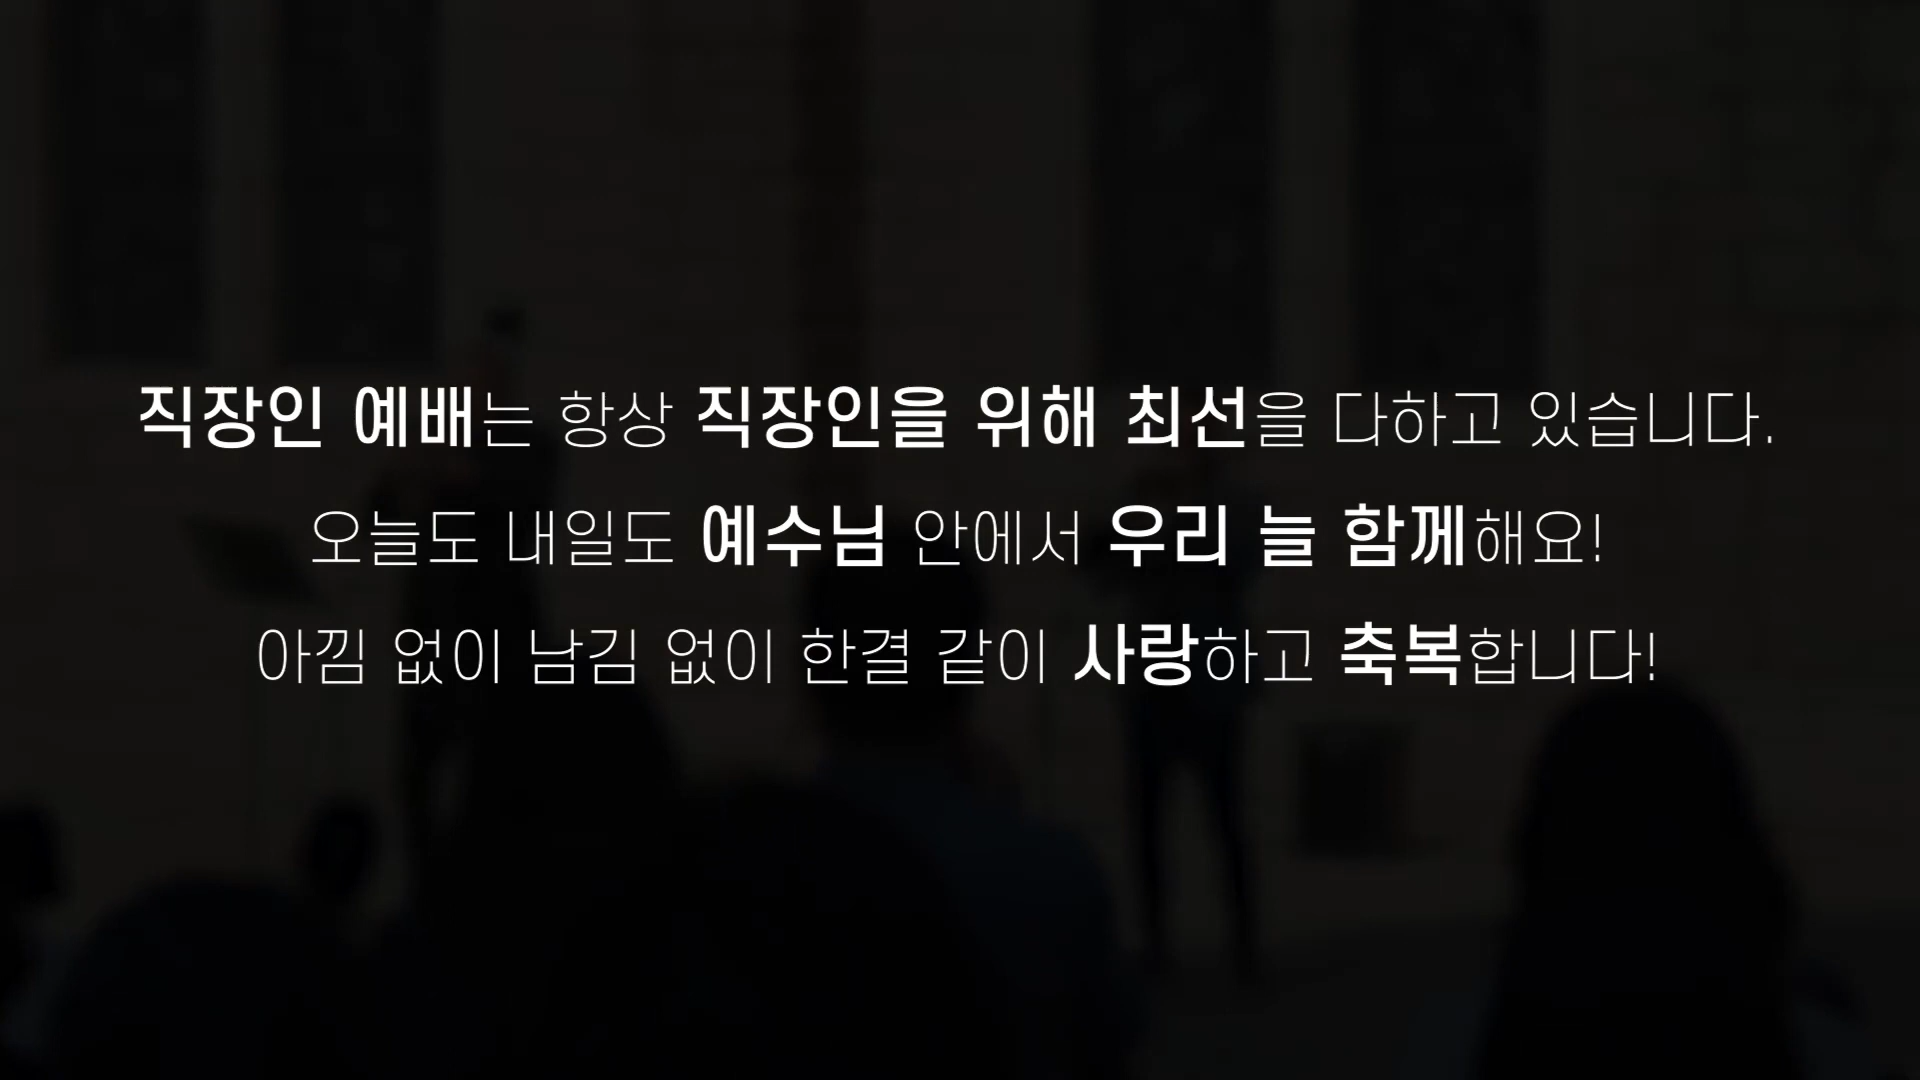 직장인 예배는 항상 직장인을 위해 최선을 다하고 있습니다.
오늘도 내일도 예수님 안에서 우리 늘 함께해요!
아낌 없이 남김 없이 한결 같이 사랑하고 축복합니다!